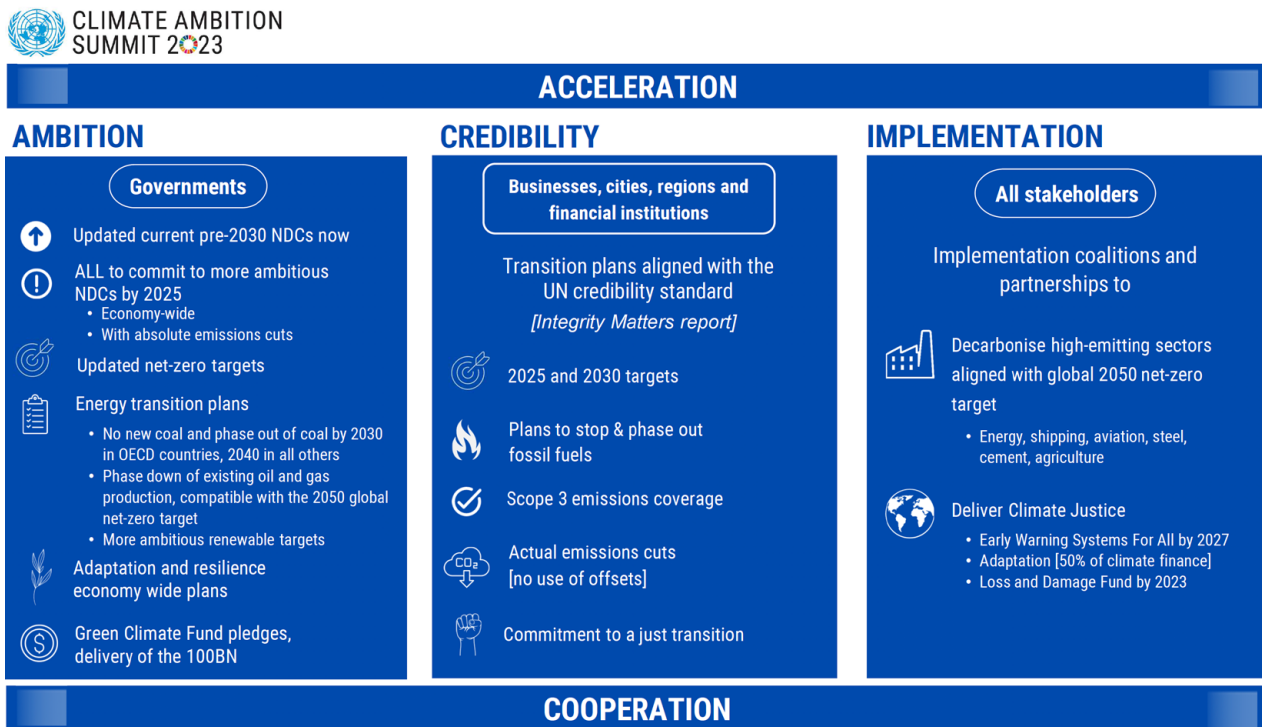 CLIMATE AMBITION
SUMMIT 2023
ACCELERATION
AMBITION
Governments
Updated current pre-2030 NDCs now
ALL to commit to more ambitious
NDCs by 2025
• Economy-wide
• With absolute emissions cuts
Updated net-zero targets
Energy transition plans
• No new coal and phase out of coal by 2030
in OECD countries, 2040 in all others
• Phase down of existing oil and gas
production, compatible with the 2050 global
net-zero target
• More ambitious renewable targets
Adaptation and resilience
economy wide plans
Green Climate Fund pledges,
delivery of the 100BN
CREDIBILITY
Businesses, cities, regions and
financial institutions
Transition plans aligned with the
UN credibility standard
[Integrity Matters report]
2025 and 2030 targets
Plans to stop & phase out
fossil fuels
Scope 3 emissions coverage
CO₂
Actual emissions cuts
[no use of offsets]
Commitment to a just transition
IMPLEMENTATION
All stakeholders
Implementation coalitions and
partnerships to
Decarbonise high-emitting sectors
aligned with global 2050 net-zero
target
• Energy, shipping, aviation, steel,
cement, agriculture
Deliver Climate Justice
• Early Warning Systems For All by 2027
• Adaptation [50% of climate finance]
• Loss and Damage Fund by 2023
COOPERATION